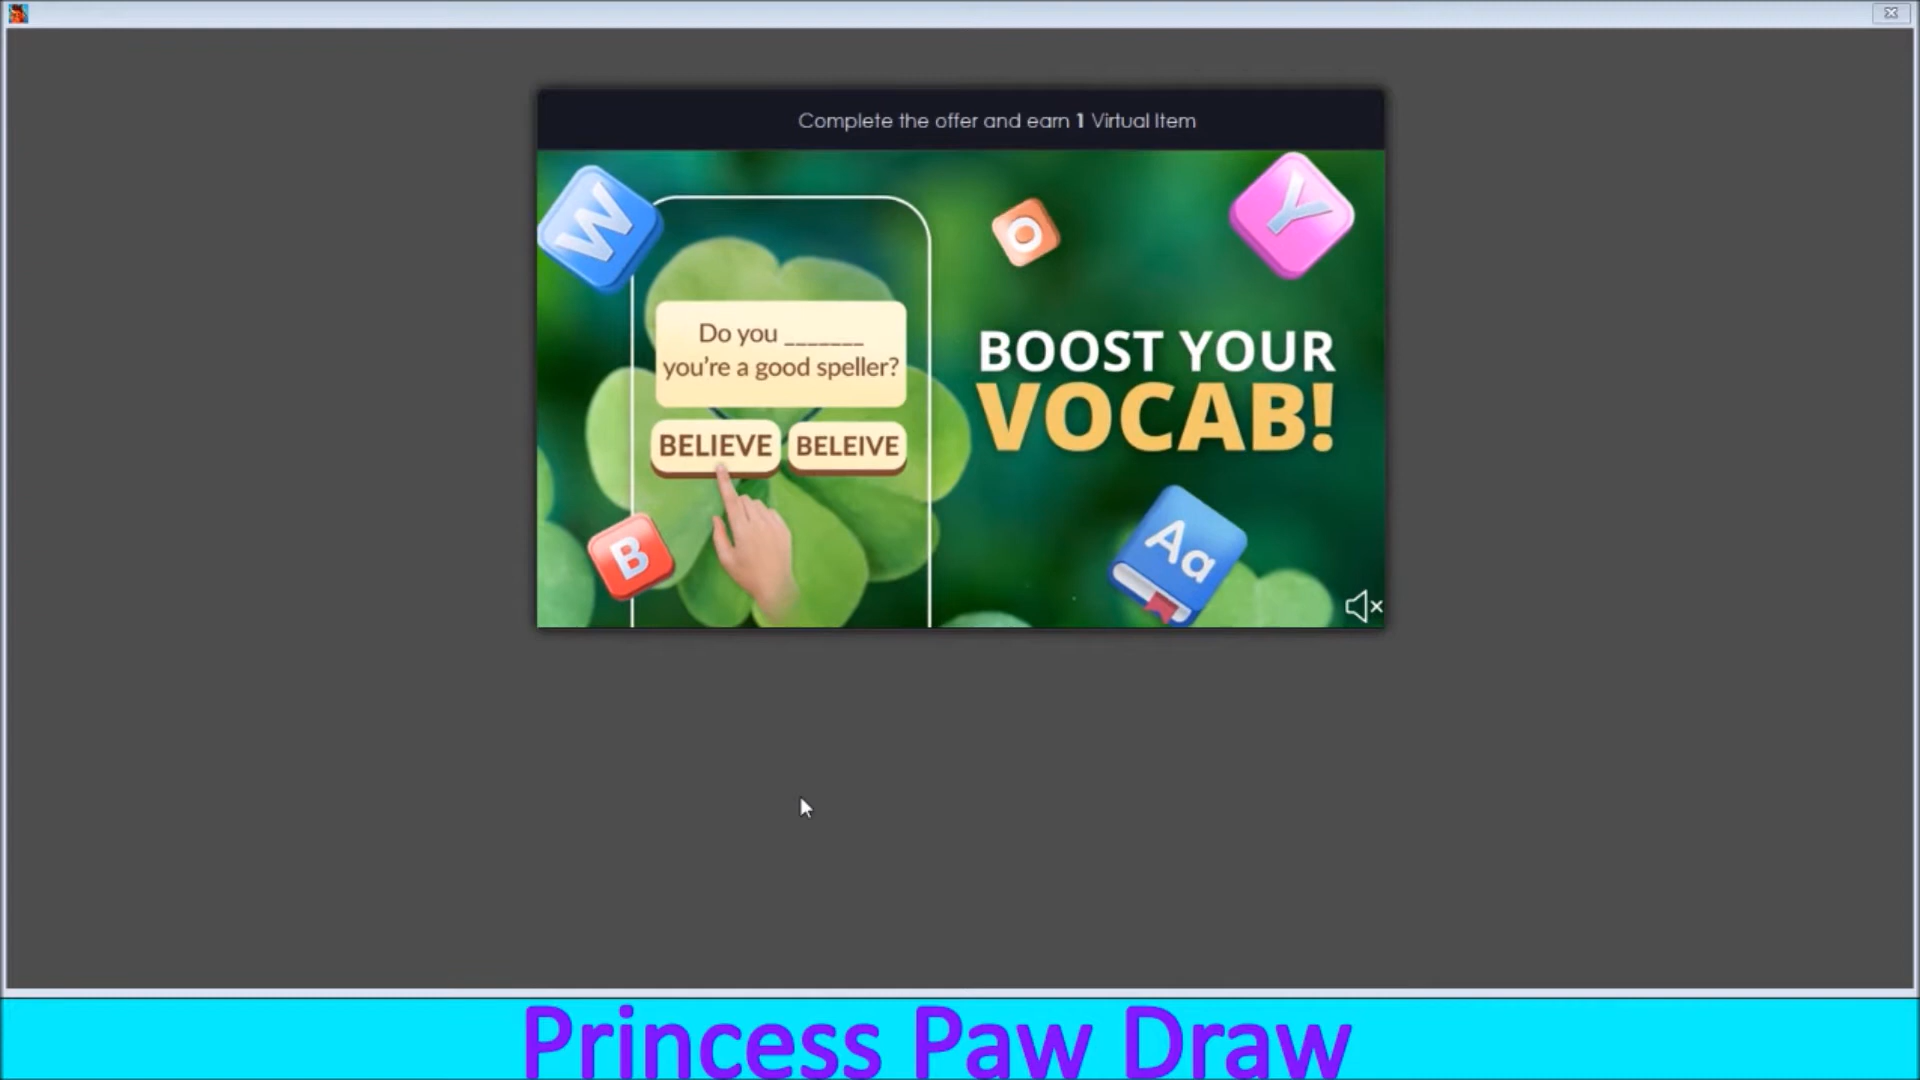 Complete the offer and earn 1 Virtual Item
W
O
Y
Do you _______
you're a good speller?
BELIEVE BELEIVE
BOOST YOUR
VOCAB!
B
Aa
Princess Paw Draw